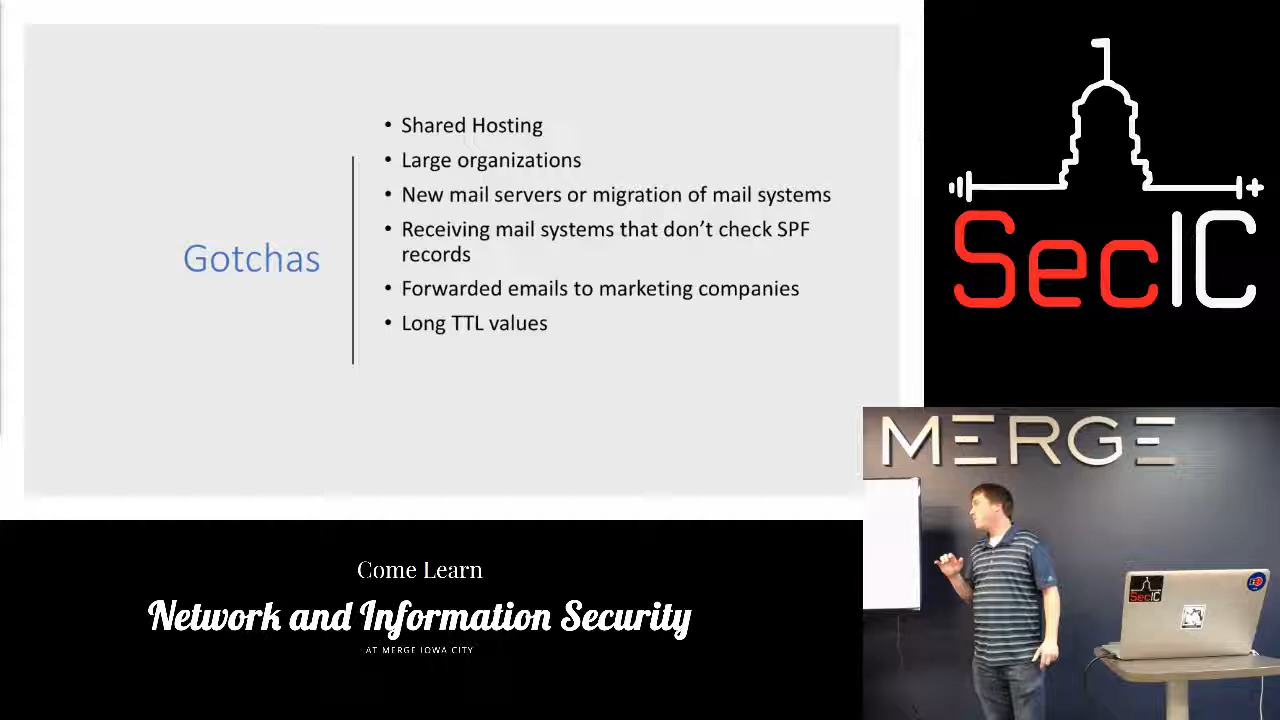 Gotchas
• Shared Hosting
• Large organizations
• New mail servers or migration of mail systems
• Receiving mail systems that don’t check SPF
records
• Forwarded emails to marketing companies
• Long TTL values
SecIC
MERGE
SecIC
Come Learn
Network and Information Security
AT MERGE IOWA CITY